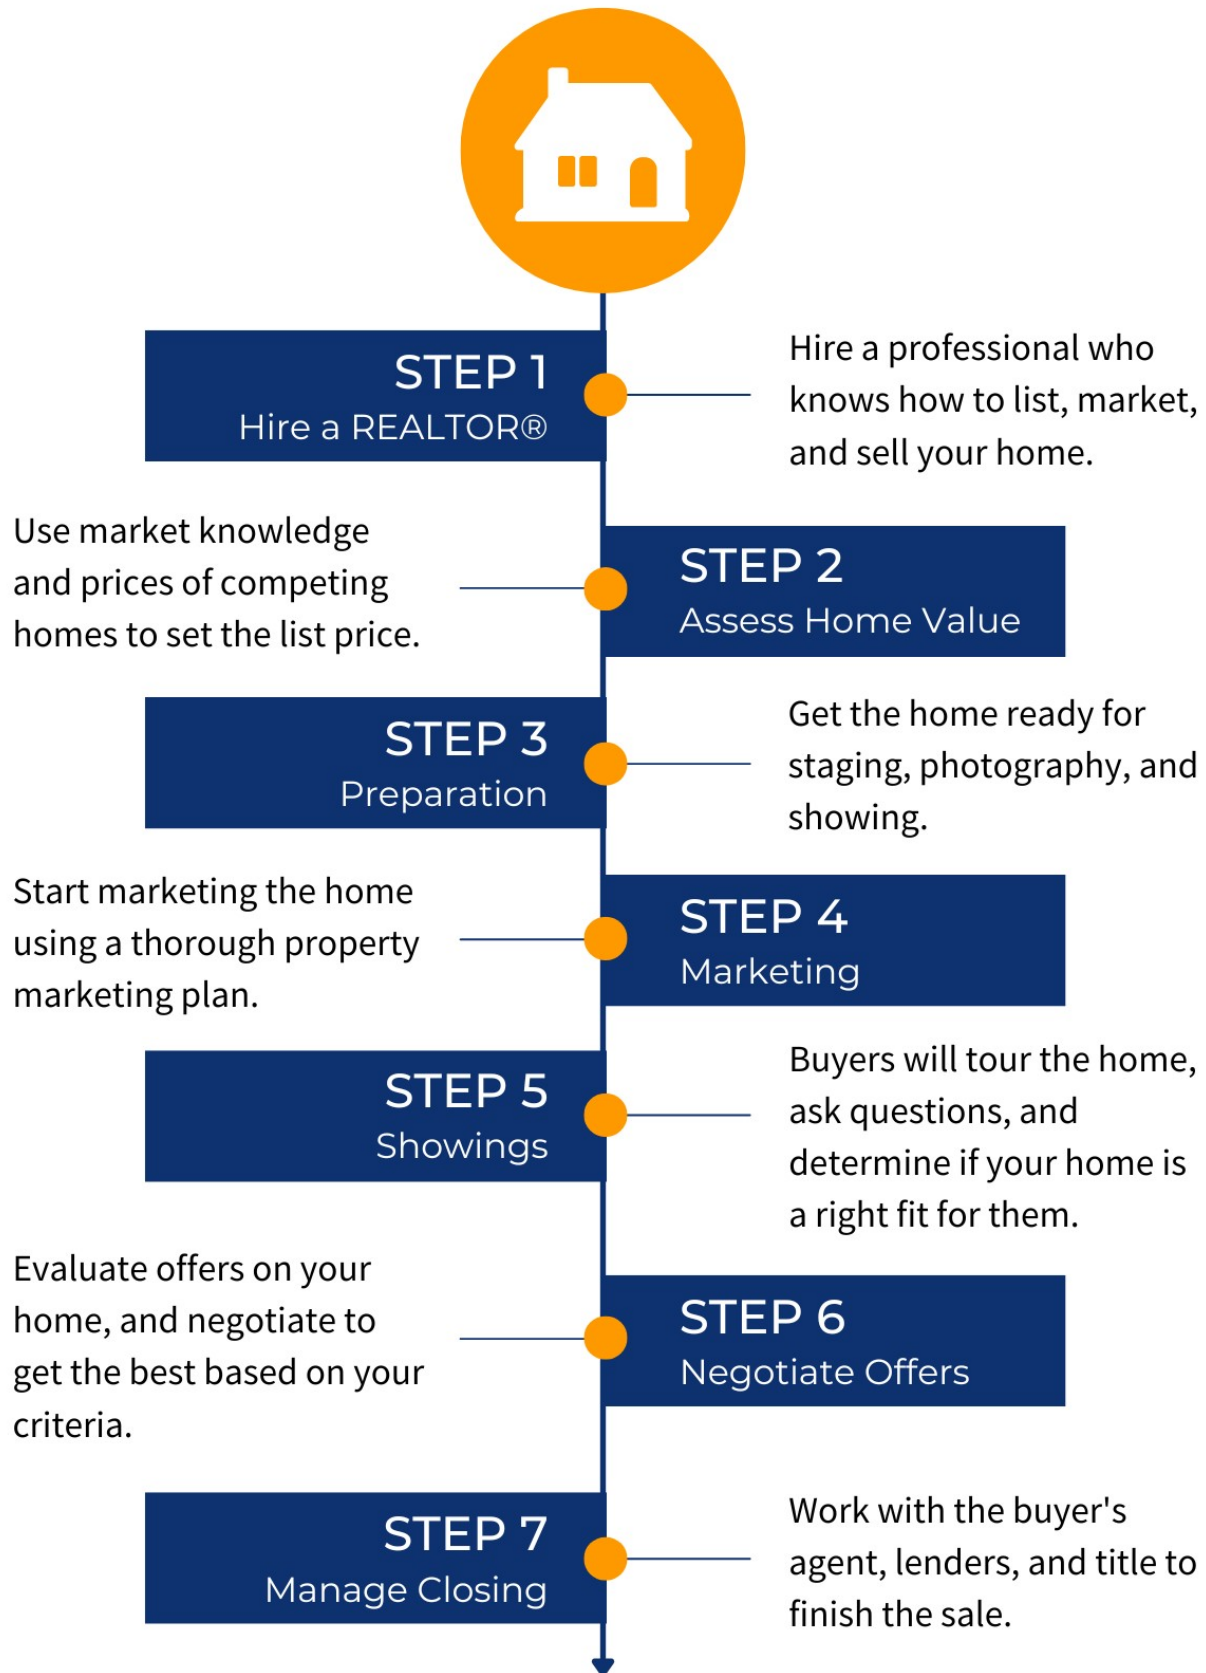 STEP 1
Hire a REALTOR®
Hire a professional who
knows how to list, market,
and sell your home.
STEP 2
Assess Home Value
Use market knowledge
and prices of competing
homes to set the list price.
STEP 3
Preparation
Get the home ready for
staging, photography, and
showing.
STEP 4
Marketing
Start marketing the home
using a thorough property
marketing plan.
STEP 5
Showings
Buyers will tour the home,
ask questions, and
determine if your home is
a right fit for them.
STEP 6
Negotiate Offers
Evaluate offers on your
home, and negotiate to
get the best based on your
criteria.
STEP 7
Manage Closing
Work with the buyer's
agent, lenders, and title to
finish the sale.